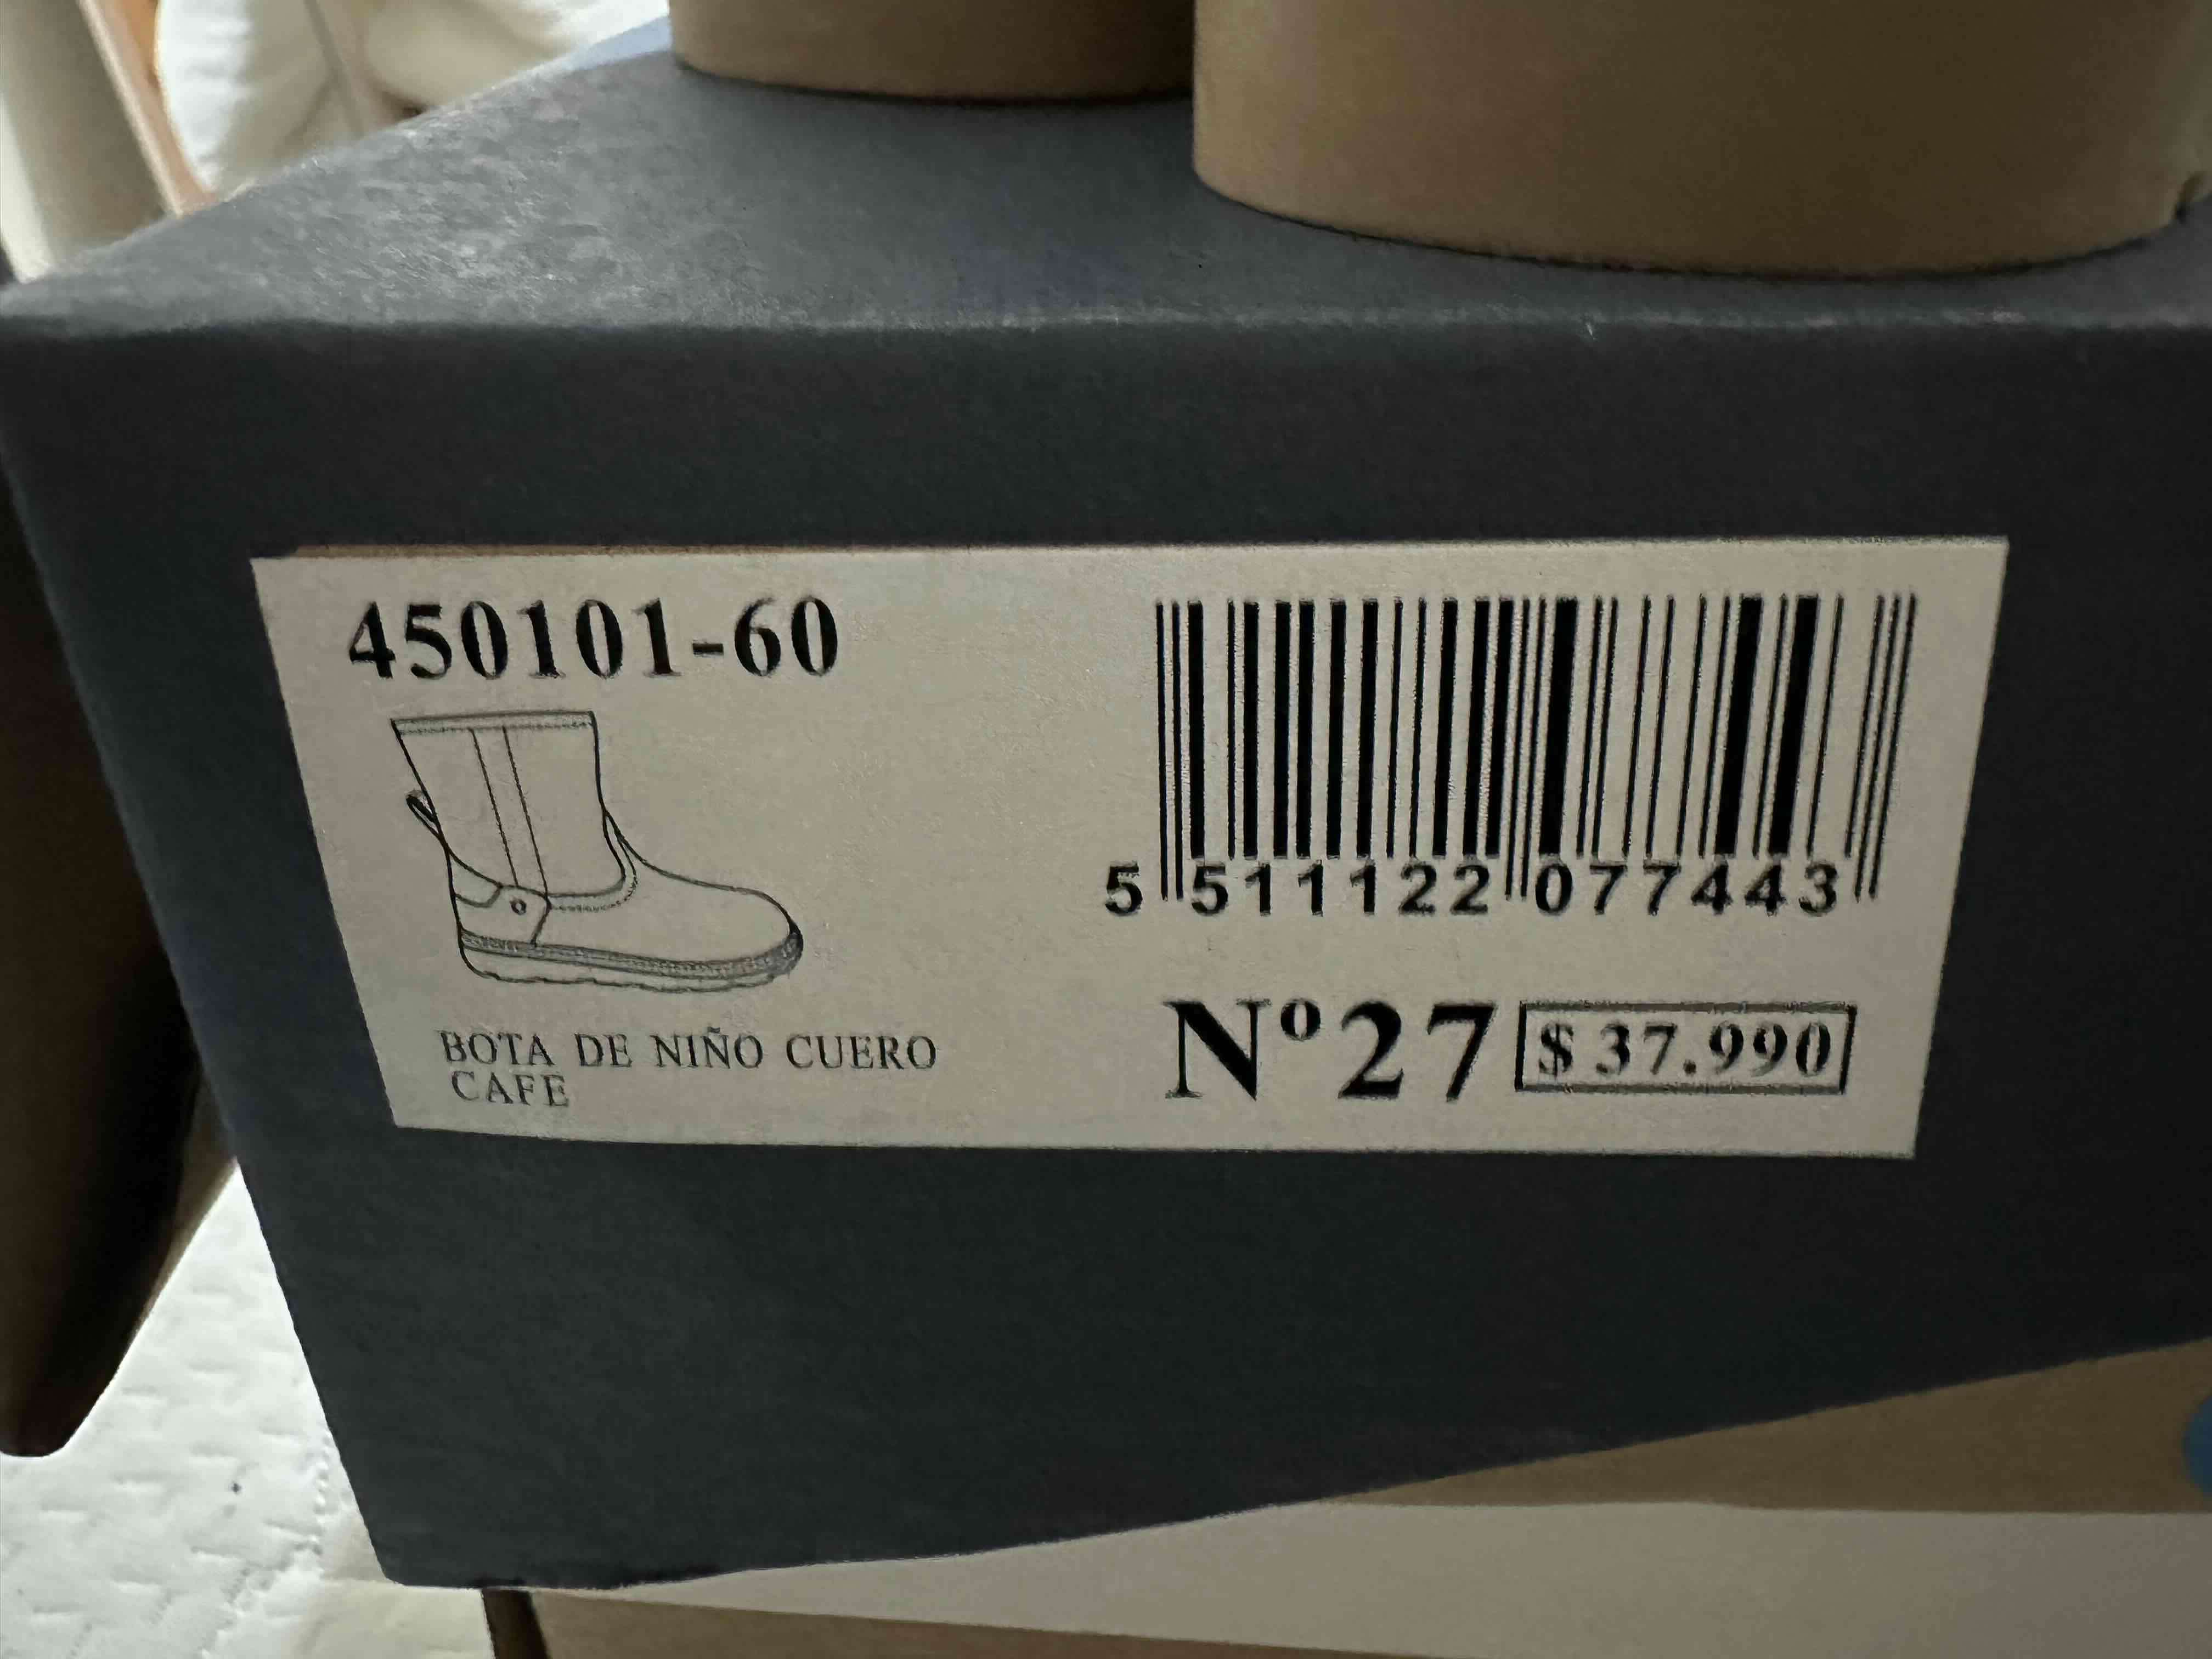 450101-60
5 511122 077443
BOTA DE NIÑO CUERO
CAFE
Nº27 $ 37.990